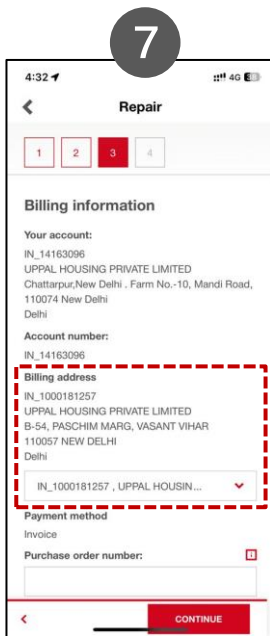 7
4:32
4G
Repair
1 2 3 4
Billing information
Your account:
IN_14163096
UPPAL HOUSING PRIVATE LIMITED
Chattarpur,New Delhi . Farm No.-10, Mandi Road,
110074 New Delhi
Delhi
Account number:
IN_14163096
Billing address
IN_1000181257
UPPAL HOUSING PRIVATE LIMITED
B-54, PASCHIM MARG, VASANT VIHAR
110057 NEW DELHI
Delhi
IN_1000181257 , UPPAL HOUSIN...
Payment method
Invoice
Purchase order number:
CONTINUE